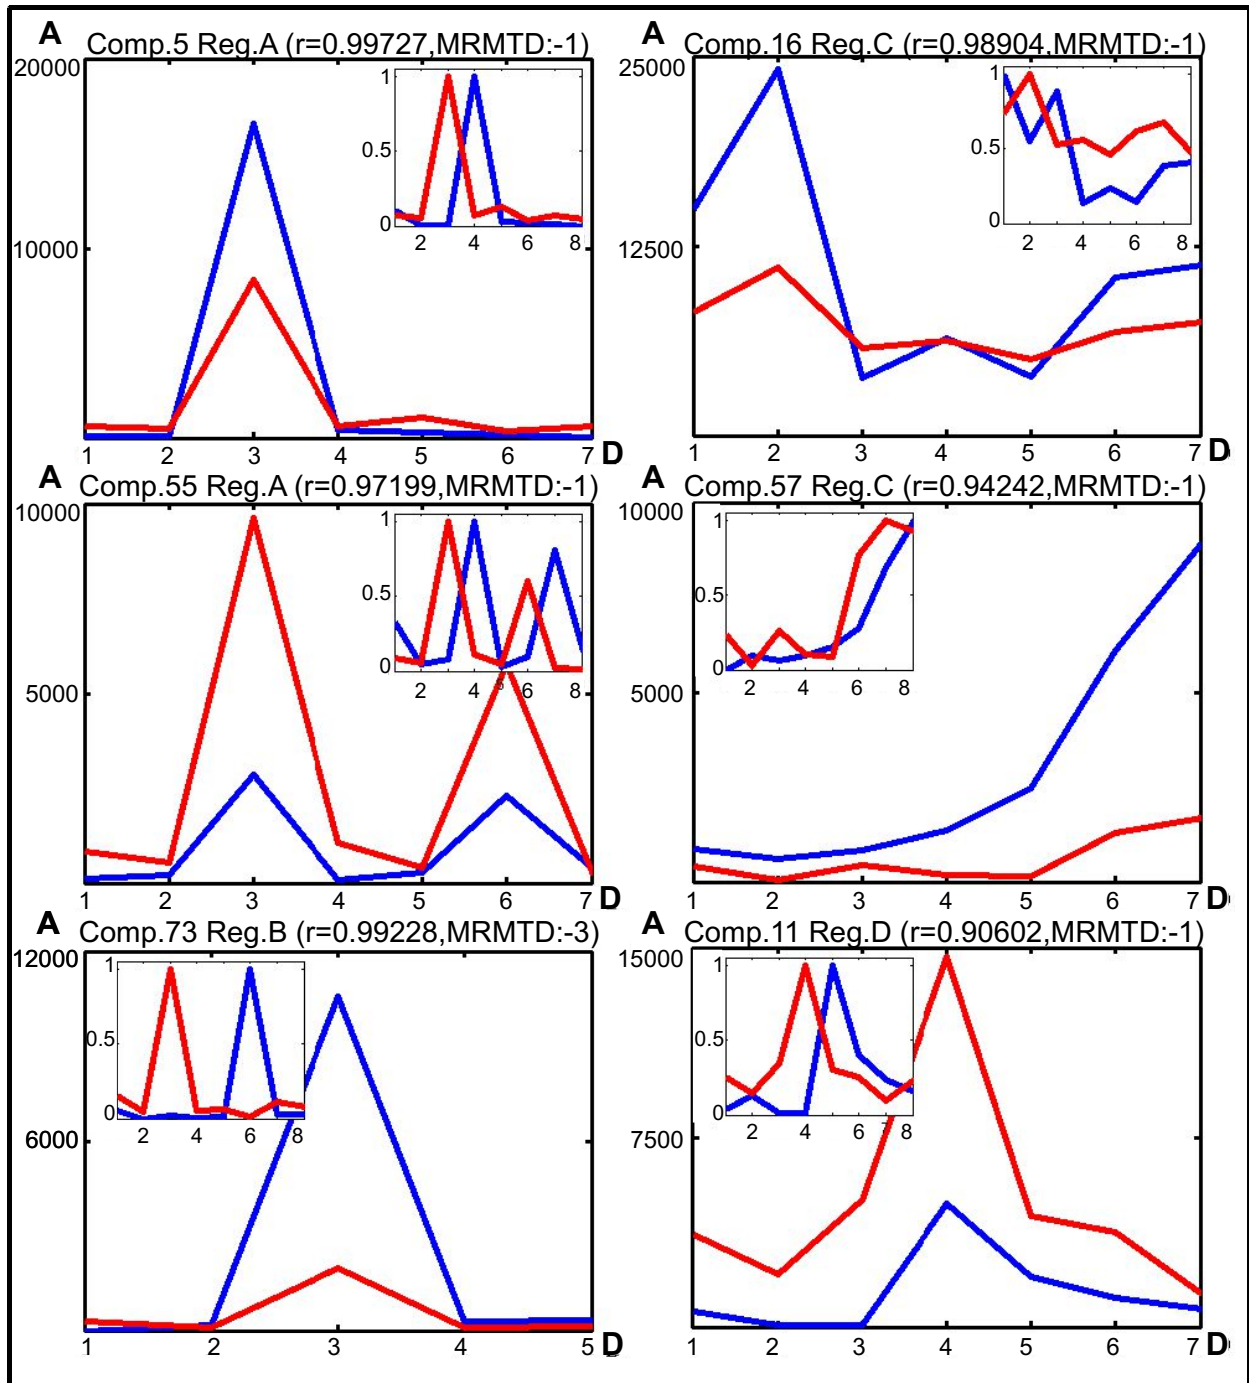 A Comp.5 Reg.A (r=0.99727,MRMTD:-1)
20000
10000
1 0.5 0
2 4 6 8
1 2 3 4 5 6 7 D
A Comp.16 Reg.C (r=0.98904,MRMTD:-1)
25000
12500
1 0.5 0
2 4 6 8
1 2 3 4 5 6 7 D
A Comp.55 Reg.A (r=0.97199,MRMTD:-1)
10000
5000
1 0.5 0
2 4 6 8
1 2 3 4 5 6 7 D
A Comp.57 Reg.C (r=0.94242,MRMTD:-1)
10000
5000
1 0.5 0
2 4 6 8
1 2 3 4 5 6 7 D
A Comp.73 Reg.B (r=0.99228,MRMTD:-3)
12000
6000
1 0.5 0
2 4 6 8
1 2 3 4 5 D
A Comp.11 Reg.D (r=0.90602,MRMTD:-1)
15000
7500
1 0.5 0
2 4 6 8
1 2 3 4 5 6 7 D